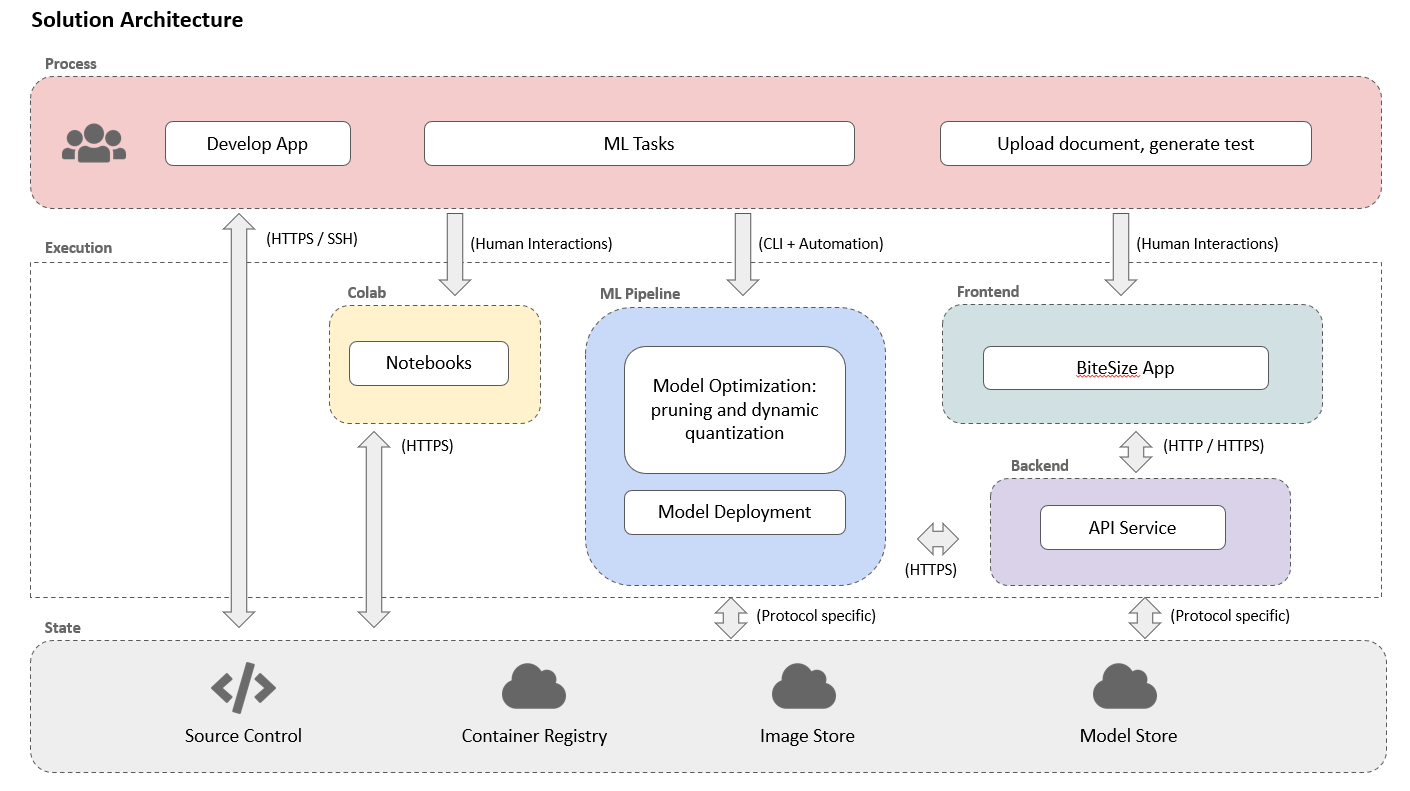 Solution Architecture
Process
Develop App
ML Tasks
Upload document, generate test
(HTTPS / SSH)
(Human Interactions)
(CLI + Automation)
(Human Interactions)
Execution
Colab
ML Pipeline
Frontend
Notebooks
Model Optimization:
pruning and dynamic
quantization
BiteSize App
(HTTPS)
(HTTP / HTTPS)
Backend
Model Deployment
API Service
(HTTPS)
(Protocol specific)
(Protocol specific)
State
Source Control
Container Registry
Image Store
Model Store